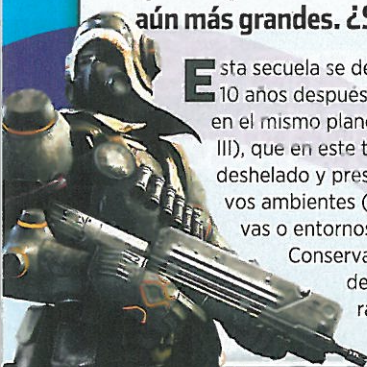 aún más grandes. ¿S
Esta secuela se de
10 años después
en el mismo plane
III), que en este t
deshelado y pres
vos ambientes (
vas o entornos
Conserva
de
ra